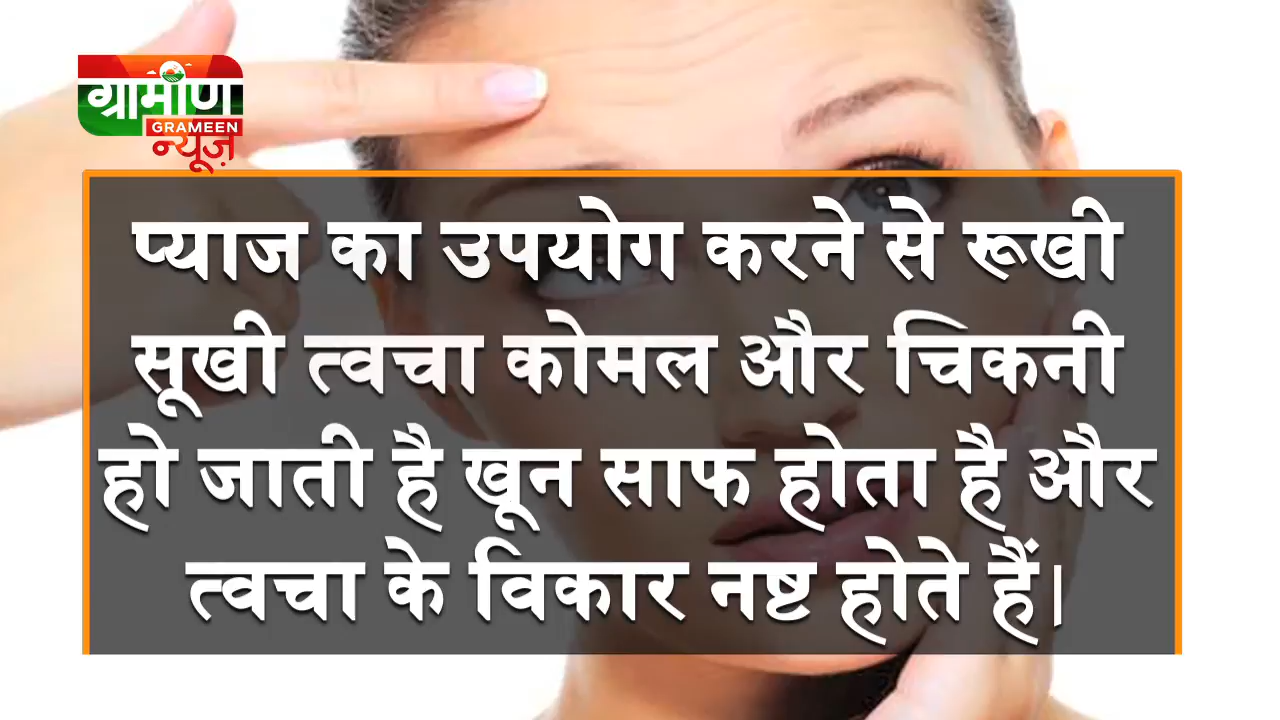 ग्रामीण
GRAMEEN
न्यूज़
प्याज का उपयोग करने से रूखी
सूखी त्वचा कोमल और चिकनी
हो जाती है खून साफ होता है और
त्वचा के विकार नष्ट होते हैं।